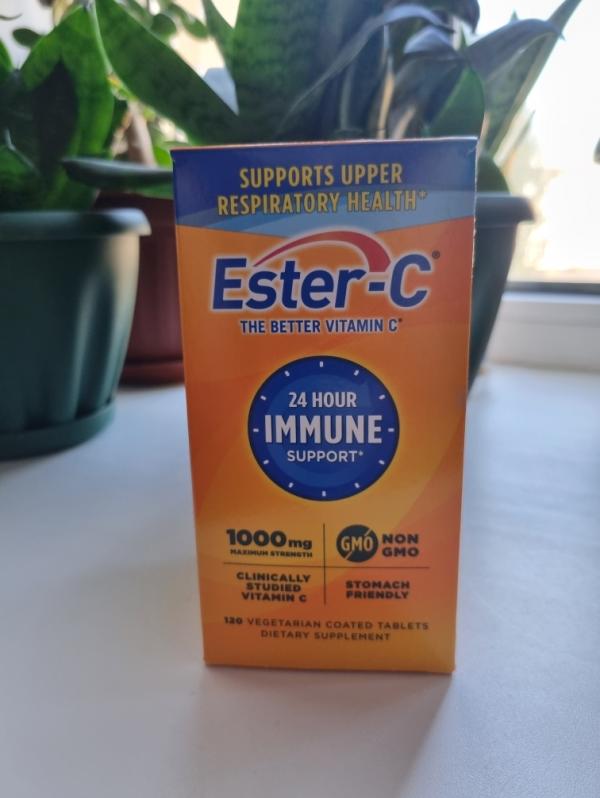 SUPPORTS UPPER
RESPIRATORY HEALTH*
Ester-C®
THE BETTER VITAMIN C*
24 HOUR
IMMUNE
SUPPORT*
1000mg
MAXIMUM STRENGTH
GMO NON
GMO
CLINICALLY
STUDIED
VITAMIN C
STOMACH
FRIENDLY
120 VEGETARIAN COATED TABLETS
DIETARY SUPPLEMENT